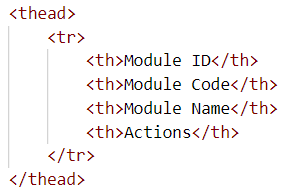 <thead>
<tr>
<th>Module ID</th>
<th>Module Code</th>
<th>Module Name</th>
<th>Actions</th>
</tr>
</thead>